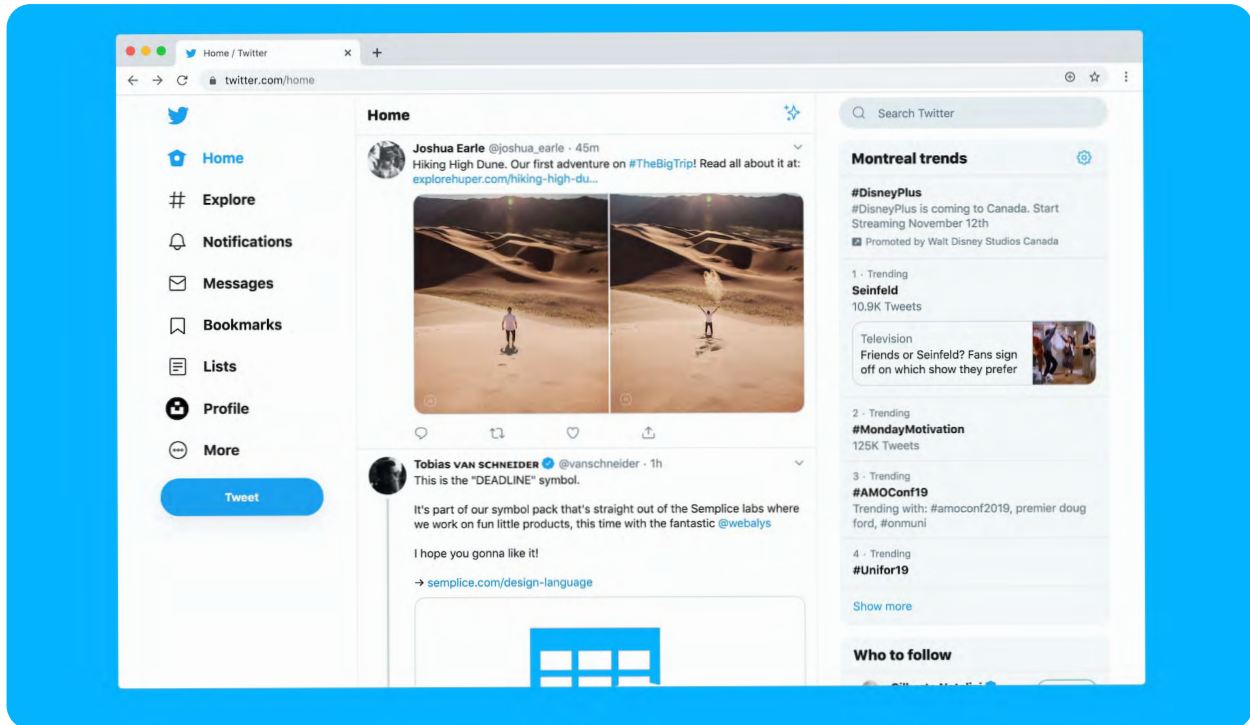 Home / Twitter
twitter.com/home
Home
Explore
Notifications
Messages
Bookmarks
Lists
Profile
More
Tweet
Home
Joshua Earle @joshua_earle · 45m
Hiking High Dune. Our first adventure on #TheBigTrip! Read all about it at:
explorehuper.com/hiking-high-du...
Tobias VAN SCHNEIDER @vanschneider · 1h
This is the "DEADLINE" symbol.
It's part of our symbol pack that's straight out of the Semplice labs where
we work on fun little products, this time with the fantastic @webalys
I hope you gonna like it!
→ semplice.com/design-language
Search Twitter
Montreal trends
#DisneyPlus
#DisneyPlus is coming to Canada. Start
Streaming November 12th
Promoted by Walt Disney Studios Canada
1 · Trending
Seinfeld
10.9K Tweets
Television
Friends or Seinfeld? Fans sign
off on which show they prefer
2 · Trending
#MondayMotivation
125K Tweets
3 · Trending
#AMOConf19
Trending with: #amoconf2019, premier doug
ford, #onmuni
4 · Trending
#Unifor19
Show more
Who to follow